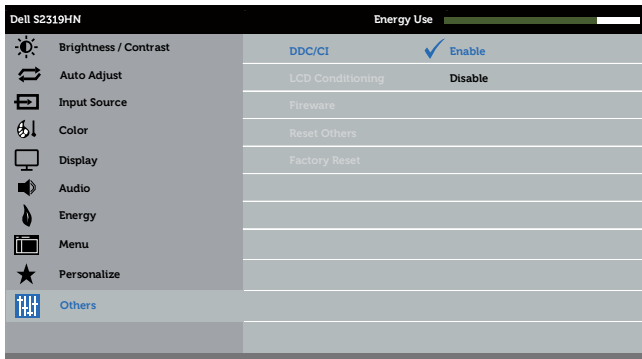 Dell S2319HN Energy Use
Brightness / Contrast DDC/CI Enable
Auto Adjust LCD Conditioning Disable
Input Source Fireware
Color Reset Others
Display Factory Reset
Audio
Energy
Menu
Personalize
Others